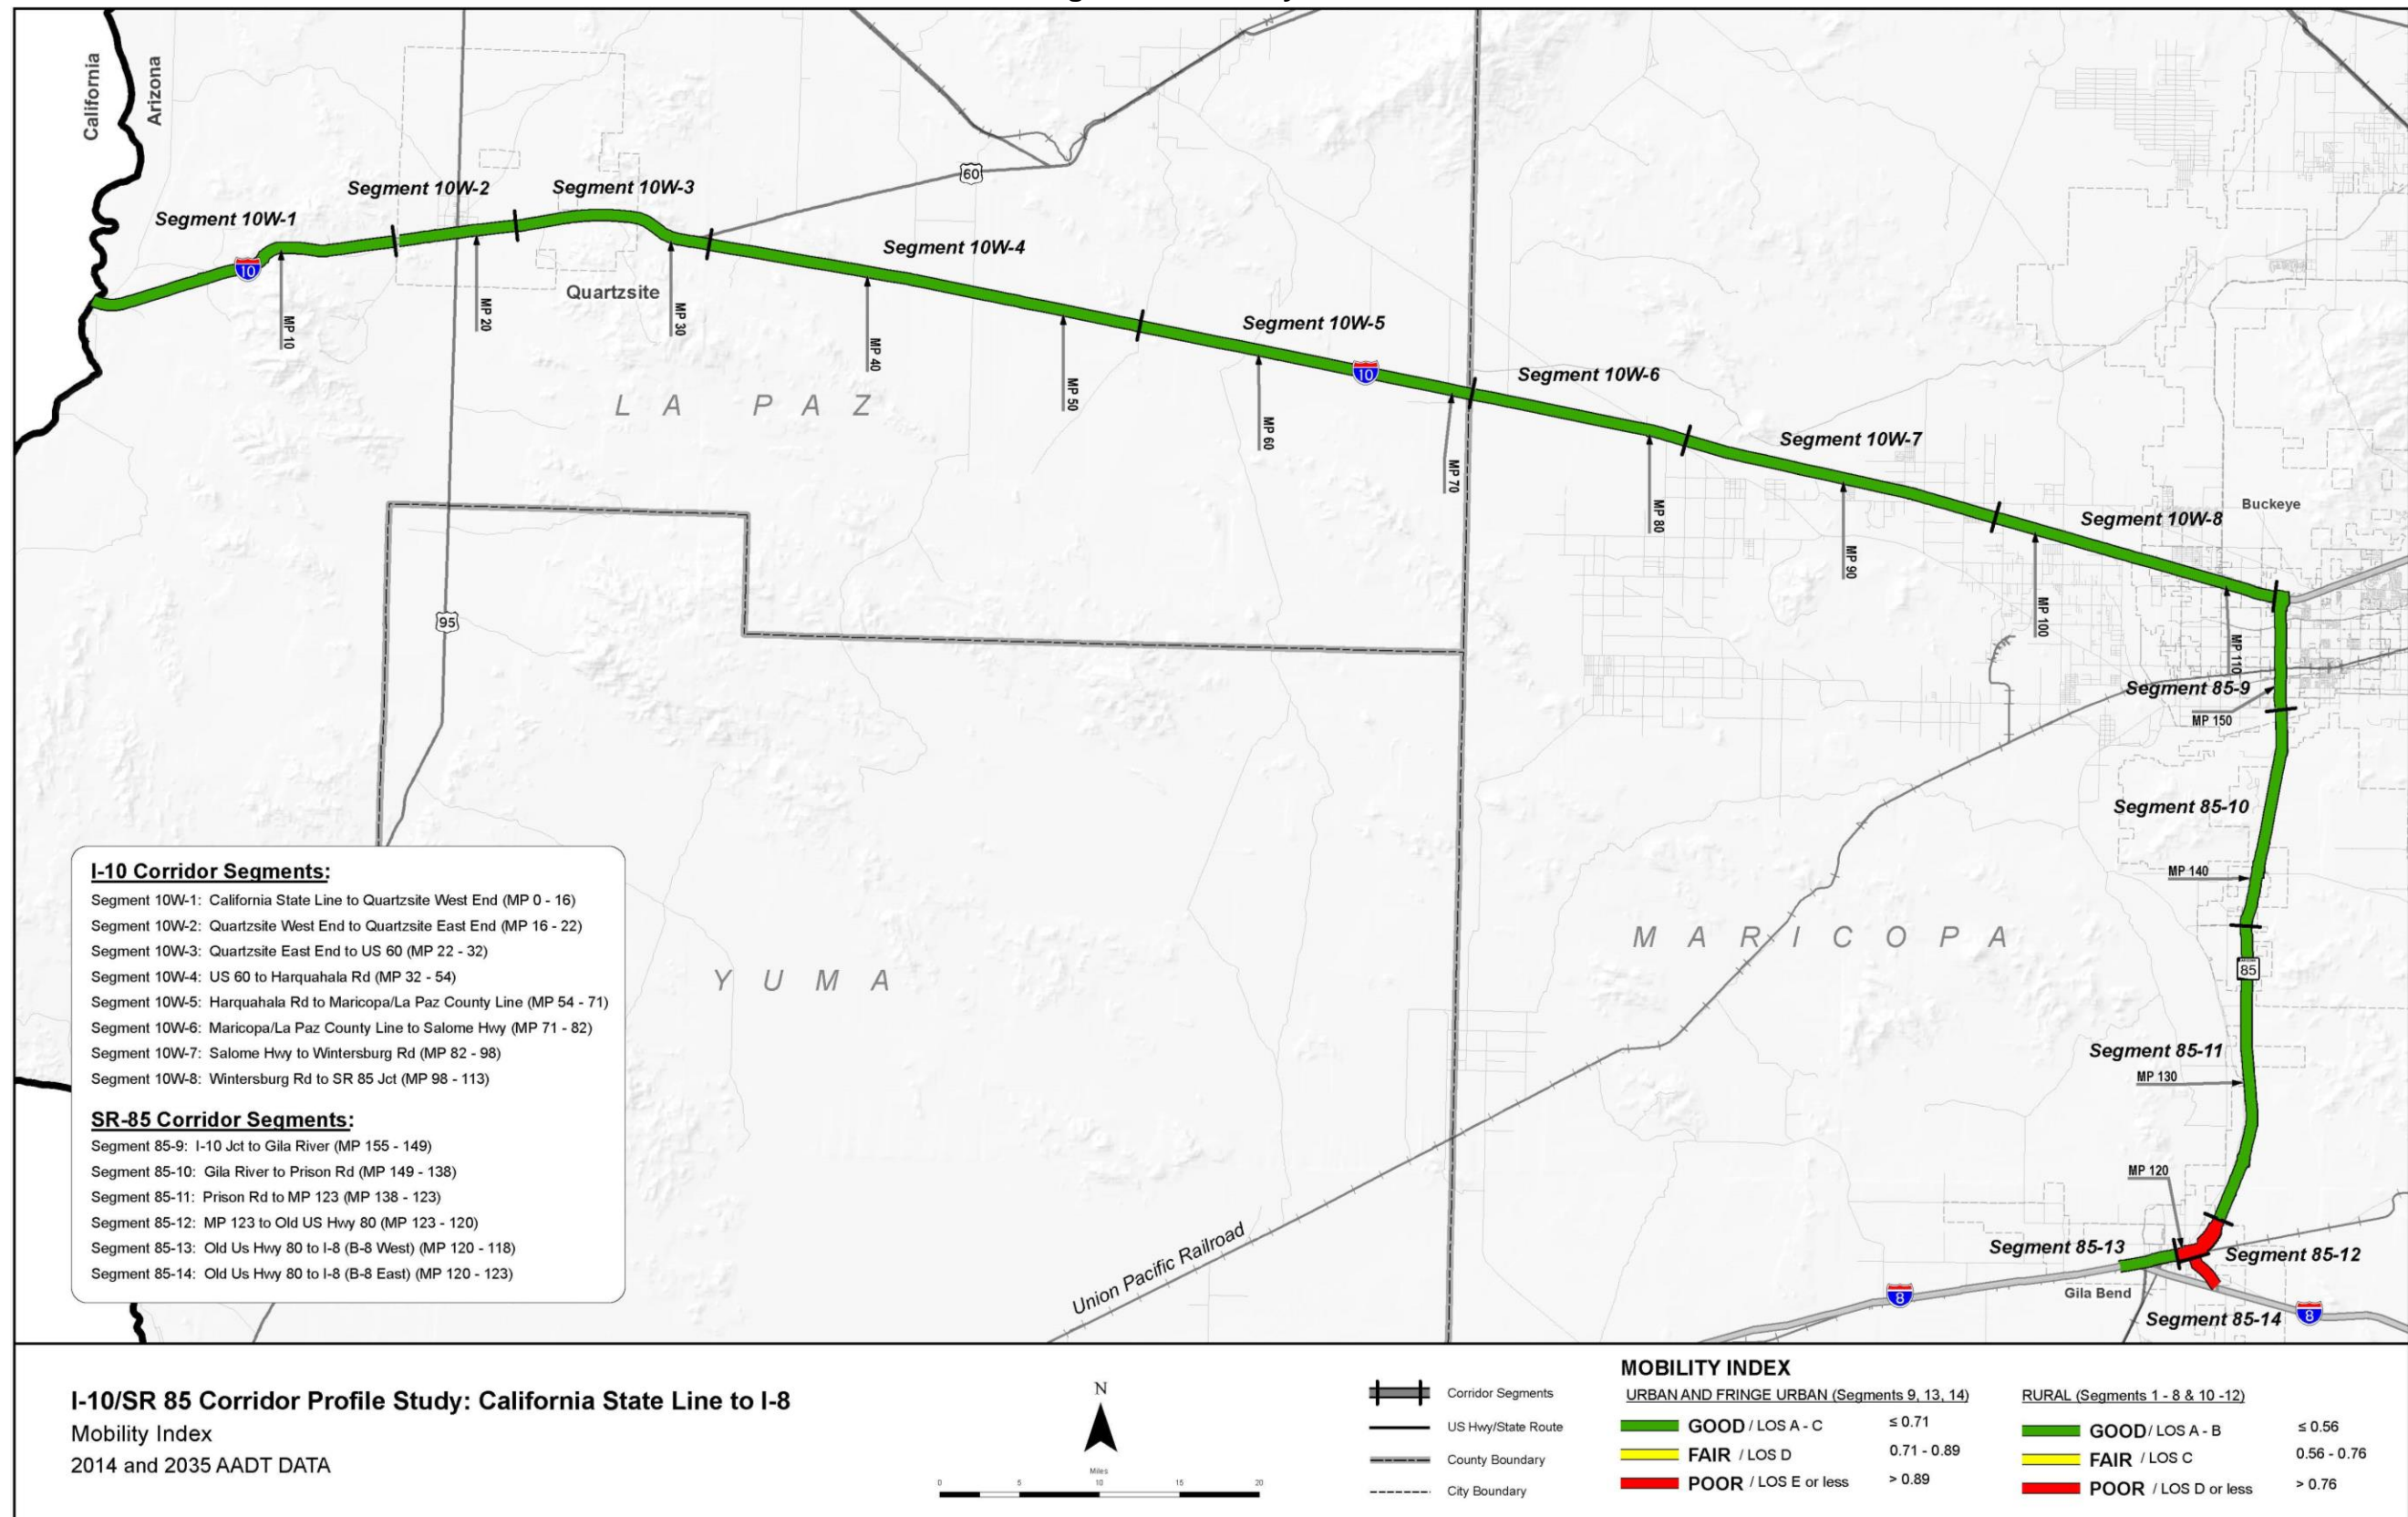 California
Arizona
Segment 10W-1
Segment 10W-2
Segment 10W-3
60
Segment 10W-4
10
Quartzsite
MP 10
MP 20
MP 30
MP 40
MP 50
MP 60
MP 70
MP 80
MP 90
MP 100
MP 110
Segment 10W-5
10
Segment 10W-6
Segment 10W-7
Segment 10W-8
Buckeye
LA PAZ
95
Segment 85-9
MP 150
Segment 85-10
MP 140
MARICOPA
85
YUMA
Segment 85-11
MP 130
MP 120
Segment 85-13
Segment 85-12
Gila Bend
8
8
Segment 85-14
Union Pacific Railroad
I-10 Corridor Segments:
Segment 10W-1: California State Line to Quartzsite West End (MP 0 - 16)
Segment 10W-2: Quartzsite West End to Quartzsite East End (MP 16 - 22)
Segment 10W-3: Quartzsite East End to US 60 (MP 22 - 32)
Segment 10W-4: US 60 to Harquahala Rd (MP 32 - 54)
Segment 10W-5: Harquahala Rd to Maricopa/La Paz County Line (MP 54 - 71)
Segment 10W-6: Maricopa/La Paz County Line to Salome Hwy (MP 71 - 82)
Segment 10W-7: Salome Hwy to Wintersburg Rd (MP 82 - 98)
Segment 10W-8: Wintersburg Rd to SR 85 Jct (MP 98 - 113)
SR-85 Corridor Segments:
Segment 85-9: I-10 Jct to Gila River (MP 155 - 149)
Segment 85-10: Gila River to Prison Rd (MP 149 - 138)
Segment 85-11: Prison Rd to MP 123 (MP 138 - 123)
Segment 85-12: MP 123 to Old US Hwy 80 (MP 123 - 120)
Segment 85-13: Old Us Hwy 80 to I-8 (B-8 West) (MP 120 - 118)
Segment 85-14: Old Us Hwy 80 to I-8 (B-8 East) (MP 120 - 123)
I-10/SR 85 Corridor Profile Study: California State Line to I-8
Mobility Index
2014 and 2035 AADT DATA
N
Miles
0 5 10 15 20
Corridor Segments
US Hwy/State Route
County Boundary
City Boundary
MOBILITY INDEX
URBAN AND FRINGE URBAN (Segments 9, 13, 14)
GOOD / LOS A - C ≤ 0.71
FAIR / LOS D 0.71 - 0.89
POOR / LOS E or less > 0.89
RURAL (Segments 1 - 8 & 10 -12)
GOOD / LOS A - B ≤ 0.56
FAIR / LOS C 0.56 - 0.76
POOR / LOS D or less > 0.76